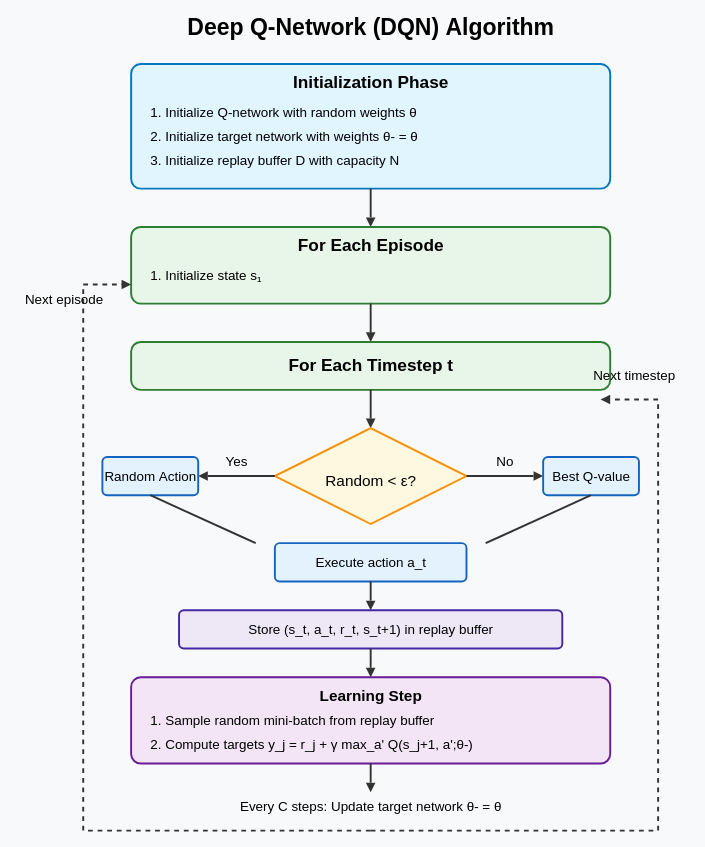 Deep Q-Network (DQN) Algorithm
Initialization Phase
1. Initialize Q-network with random weights θ
2. Initialize target network with weights θ- = θ
3. Initialize replay buffer D with capacity N
For Each Episode
1. Initialize state s₁
Next episode
For Each Timestep t
Next timestep
Yes
No
Random Action
Random < ε?
Best Q-value
Execute action a_t
Store (s_t, a_t, r_t, s_t+1) in replay buffer
Learning Step
1. Sample random mini-batch from replay buffer
2. Compute targets y_j = r_j + γ max_a' Q(s_j+1, a';θ-)
Every C steps: Update target network θ- = θ